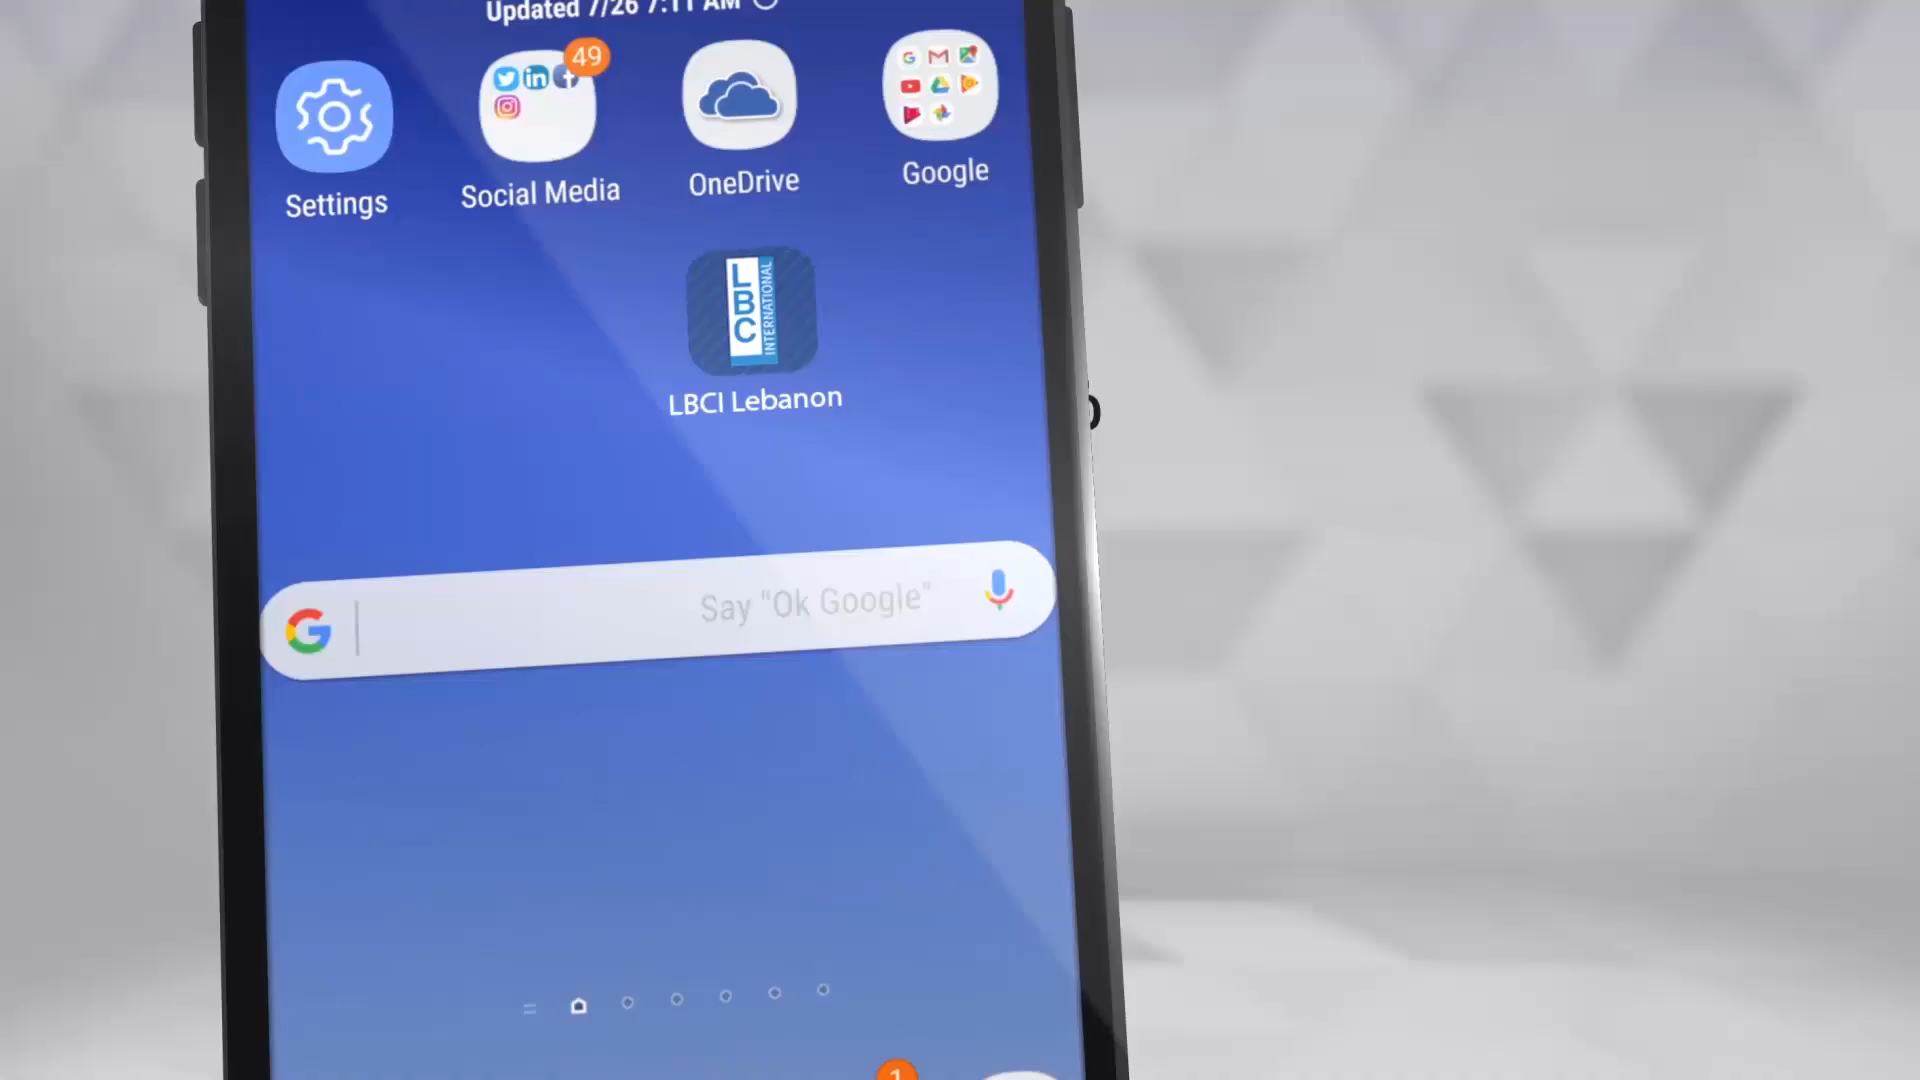 Updated 7/26 7:11 AM
49
Settings
Social Media
OneDrive
Google
LBC
INTERNATIONAL
LBCI Lebanon
Say "Ok Google"
1